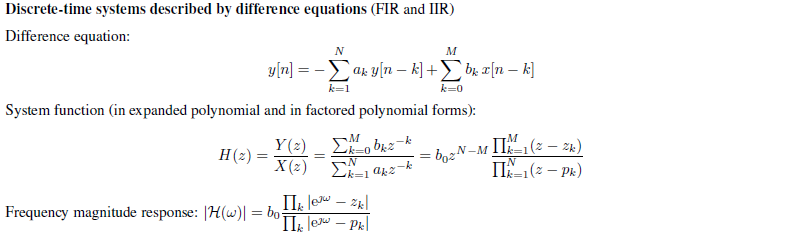 Discrete-time systems described by difference equations (FIR and IIR)
Difference equation:
y[n] = − ∑_{k=1}^{N} a_k y[n − k] + ∑_{k=0}^{M} b_k x[n − k]
System function (in expanded polynomial and in factored polynomial forms):
H(z) = Y(z)/X(z) = (∑_{k=0}^{M} b_k z^{−k})/(∑_{k=1}^{N} a_k z^{−k}) = b_0 z^{N−M} (∏_{k=1}^{M}(z − z_k))/(∏_{k=1}^{N}(z − p_k))
Frequency magnitude response: |ℋ(ω)| = b_0 (∏_k |e^{ȷω} − z_k|)/(∏_k |e^{ȷω} − p_k|)